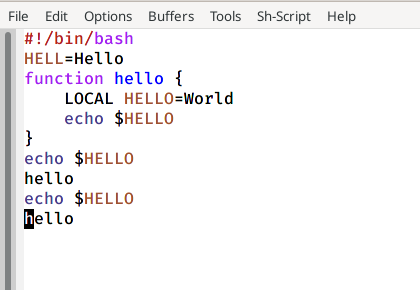 File Edit Options Buffers Tools Sh-Script Help
#!/bin/bash
HELL=Hello
function hello {
    LOCAL HELLO=World
    echo $HELLO
}
echo $HELLO
hello
echo $HELLO
hello